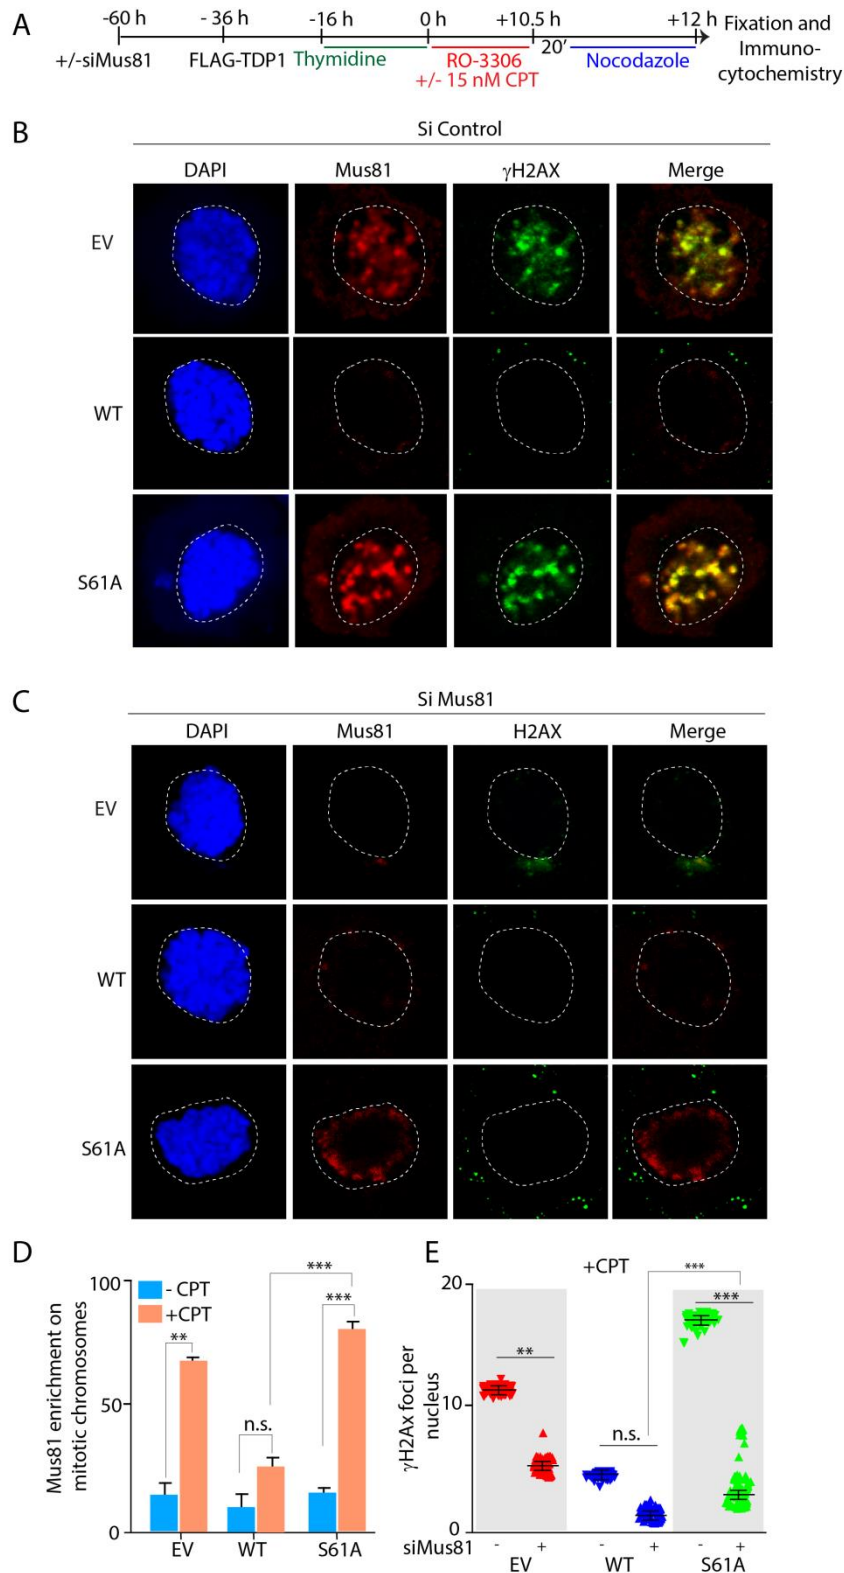 A
-60 h - 36 h -16 h 0 h +10.5 h +12 h Fixation and
+/-siMus81 FLAG-TDP1 Thymidine RO-3306 20’ Nocodazole Immuno-
+/- 15 nM CPT cytochemistry
B
Si Control
DAPI Mus81 γH2AX Merge
EV
WT
S61A
C
Si Mus81
DAPI Mus81 H2AX Merge
EV
WT
S61A
D
Mus81 enrichment on
mitotic chromosomes
100
50
0
- CPT
+CPT
**
n.s.
***
***
EV WT S61A
E
+CPT
γH2Ax foci per
nucleus
20
10
0
**
n.s.
***
***
siMus81 - + - + - +
EV WT S61A